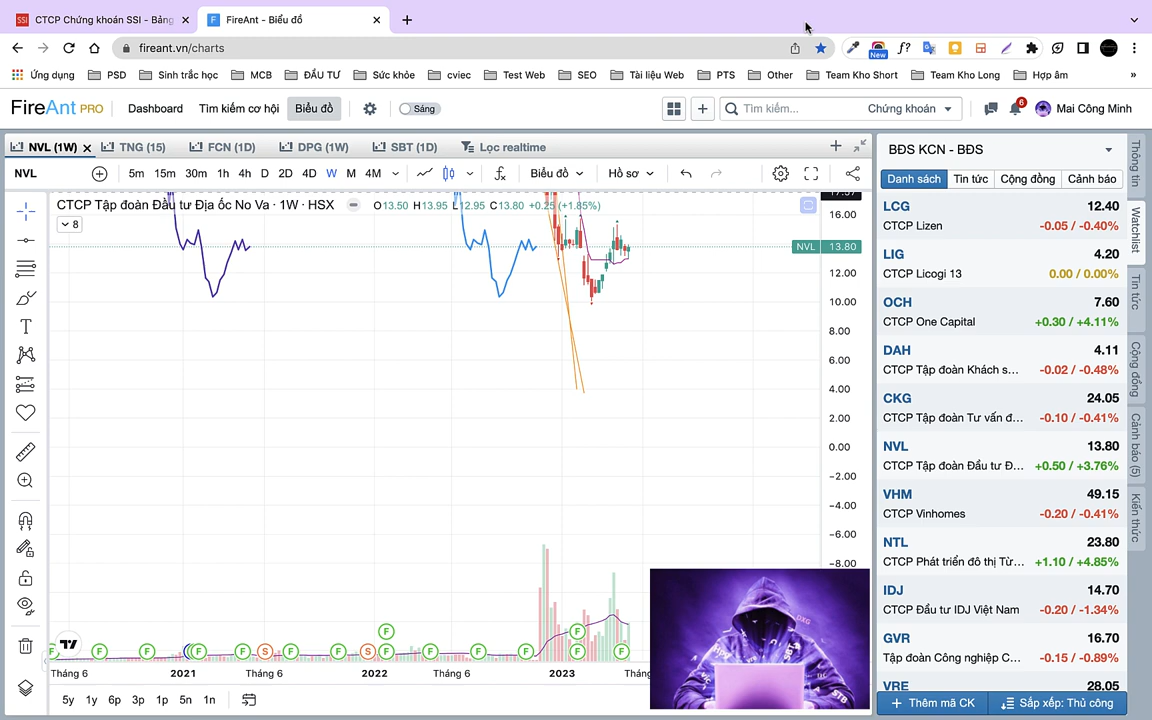 SSI CTCP Chứng khoán SSI - Bảng
FireAnt - Biểu đồ
fireant.vn/charts
New
Ứng dụng PSD Sinh trắc học MCB ĐẦU TƯ Sức khỏe cviec Test Web SEO Tài liệu Web PTS Other Team Kho Short Team Kho Long Hợp âm »
FireAnt PRO Dashboard Tìm kiếm cơ hội Biểu đồ Sáng Tìm kiếm... Chứng khoán 6 Mai Công Minh
NVL (1W) TNG (15) FCN (1D) DPG (1W) SBT (1D) Lọc realtime
NVL 5m 15m 30m 1h 4h D 2D 4D W M 4M Biểu đồ Hồ sơ
CTCP Tập đoàn Đầu tư Địa ốc No Va · 1W · HSX O13.50 H13.95 L12.95 C13.80 +0.25 (+1.85%)
8
17.57
16.00
NVL 13.80
12.00
10.00
8.00
6.00
4.00
2.00
0.00
−2.00
−4.00
−6.00
−8.00
F F F F F F S F F S F F F F F F F
Tháng 6 2021 Tháng 6 2022 Tháng 6 2023 Thán
5y 1y 6p 3p 1p 5n 1n
BĐS KCN - BĐS
Danh sách Tin tức Cộng đồng Cảnh báo
LCG 12.40
CTCP Lizen -0.05 / -0.40%
LIG 4.20
CTCP Licogi 13 0.00 / 0.00%
OCH 7.60
CTCP One Capital +0.30 / +4.11%
DAH 4.11
CTCP Tập đoàn Khách s... -0.02 / -0.48%
CKG 24.05
CTCP Tập đoàn Tư vấn đ... -0.10 / -0.41%
NVL 13.80
CTCP Tập đoàn Đầu tư Đ... +0.50 / +3.76%
VHM 49.15
CTCP Vinhomes -0.20 / -0.41%
NTL 23.80
CTCP Phát triển đô thị Từ... +1.10 / +4.85%
IDJ 14.70
CTCP Đầu tư IDJ Việt Nam -0.20 / -1.34%
GVR 16.70
Tập đoàn Công nghiệp C... -0.15 / -0.89%
VRE 28.05
Thêm mã CK Sắp xếp: Thủ công
Thông tin
Watchlist
Tin tức
Cộng đồng
Cảnh báo (5)
Kiến thức
DXG
STB